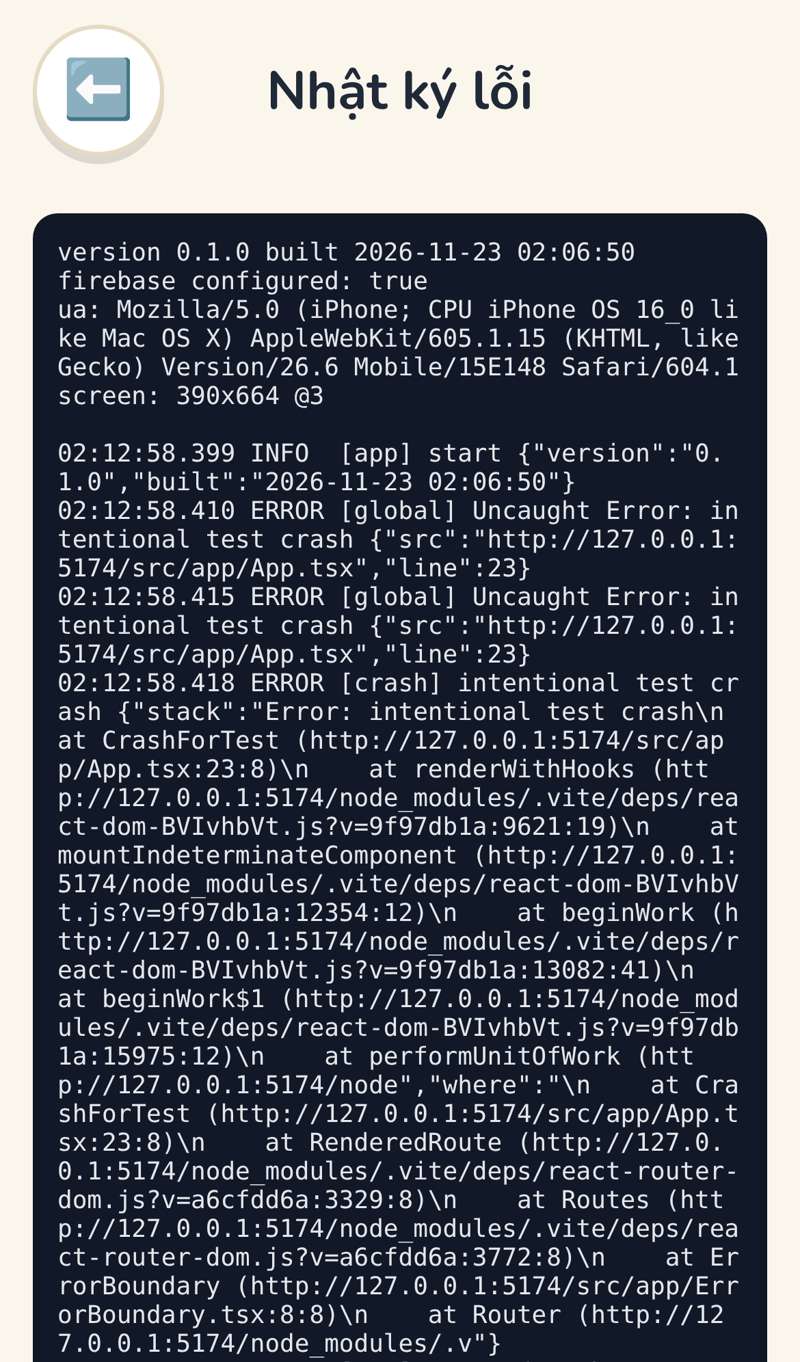 Nhật ký lỗi
version 0.1.0 built 2026-11-23 02:06:50
firebase configured: true
ua: Mozilla/5.0 (iPhone; CPU iPhone OS 16_0 li
ke Mac OS X) AppleWebKit/605.1.15 (KHTML, like
Gecko) Version/26.6 Mobile/15E148 Safari/604.1
screen: 390x664 @3
02:12:58.399 INFO  [app] start {"version":"0.
1.0","built":"2026-11-23 02:06:50"}
02:12:58.410 ERROR [global] Uncaught Error: in
tentional test crash {"src":"http://127.0.0.1:
5174/src/app/App.tsx","line":23}
02:12:58.415 ERROR [global] Uncaught Error: in
tentional test crash {"src":"http://127.0.0.1:
5174/src/app/App.tsx","line":23}
02:12:58.418 ERROR [crash] intentional test cr
ash {"stack":"Error: intentional test crash\n
at CrashForTest (http://127.0.0.1:5174/src/ap
p/App.tsx:23:8)\n    at renderWithHooks (htt
p://127.0.0.1:5174/node_modules/.vite/deps/rea
ct-dom-BVIvhbVt.js?v=9f97db1a:9621:19)\n    at
mountIndeterminateComponent (http://127.0.0.1:
5174/node_modules/.vite/deps/react-dom-BVIvhbV
t.js?v=9f97db1a:12354:12)\n    at beginWork (h
ttp://127.0.0.1:5174/node_modules/.vite/deps/r
eact-dom-BVIvhbVt.js?v=9f97db1a:13082:41)\n
at beginWork$1 (http://127.0.0.1:5174/node_mod
ules/.vite/deps/react-dom-BVIvhbVt.js?v=9f97db
1a:15975:12)\n    at performUnitOfWork (htt
p://127.0.0.1:5174/node","where":"\n    at Cra
shForTest (http://127.0.0.1:5174/src/app/App.t
sx:23:8)\n    at RenderedRoute (http://127.0.
0.1:5174/node_modules/.vite/deps/react-router-
dom.js?v=a6cfdd6a:3329:8)\n    at Routes (htt
p://127.0.0.1:5174/node_modules/.vite/deps/rea
ct-router-dom.js?v=a6cfdd6a:3772:8)\n    at Er
rorBoundary (http://127.0.0.1:5174/src/app/Err
orBoundary.tsx:8:8)\n    at Router (http://12
7.0.0.1:5174/node_modules/.v"}